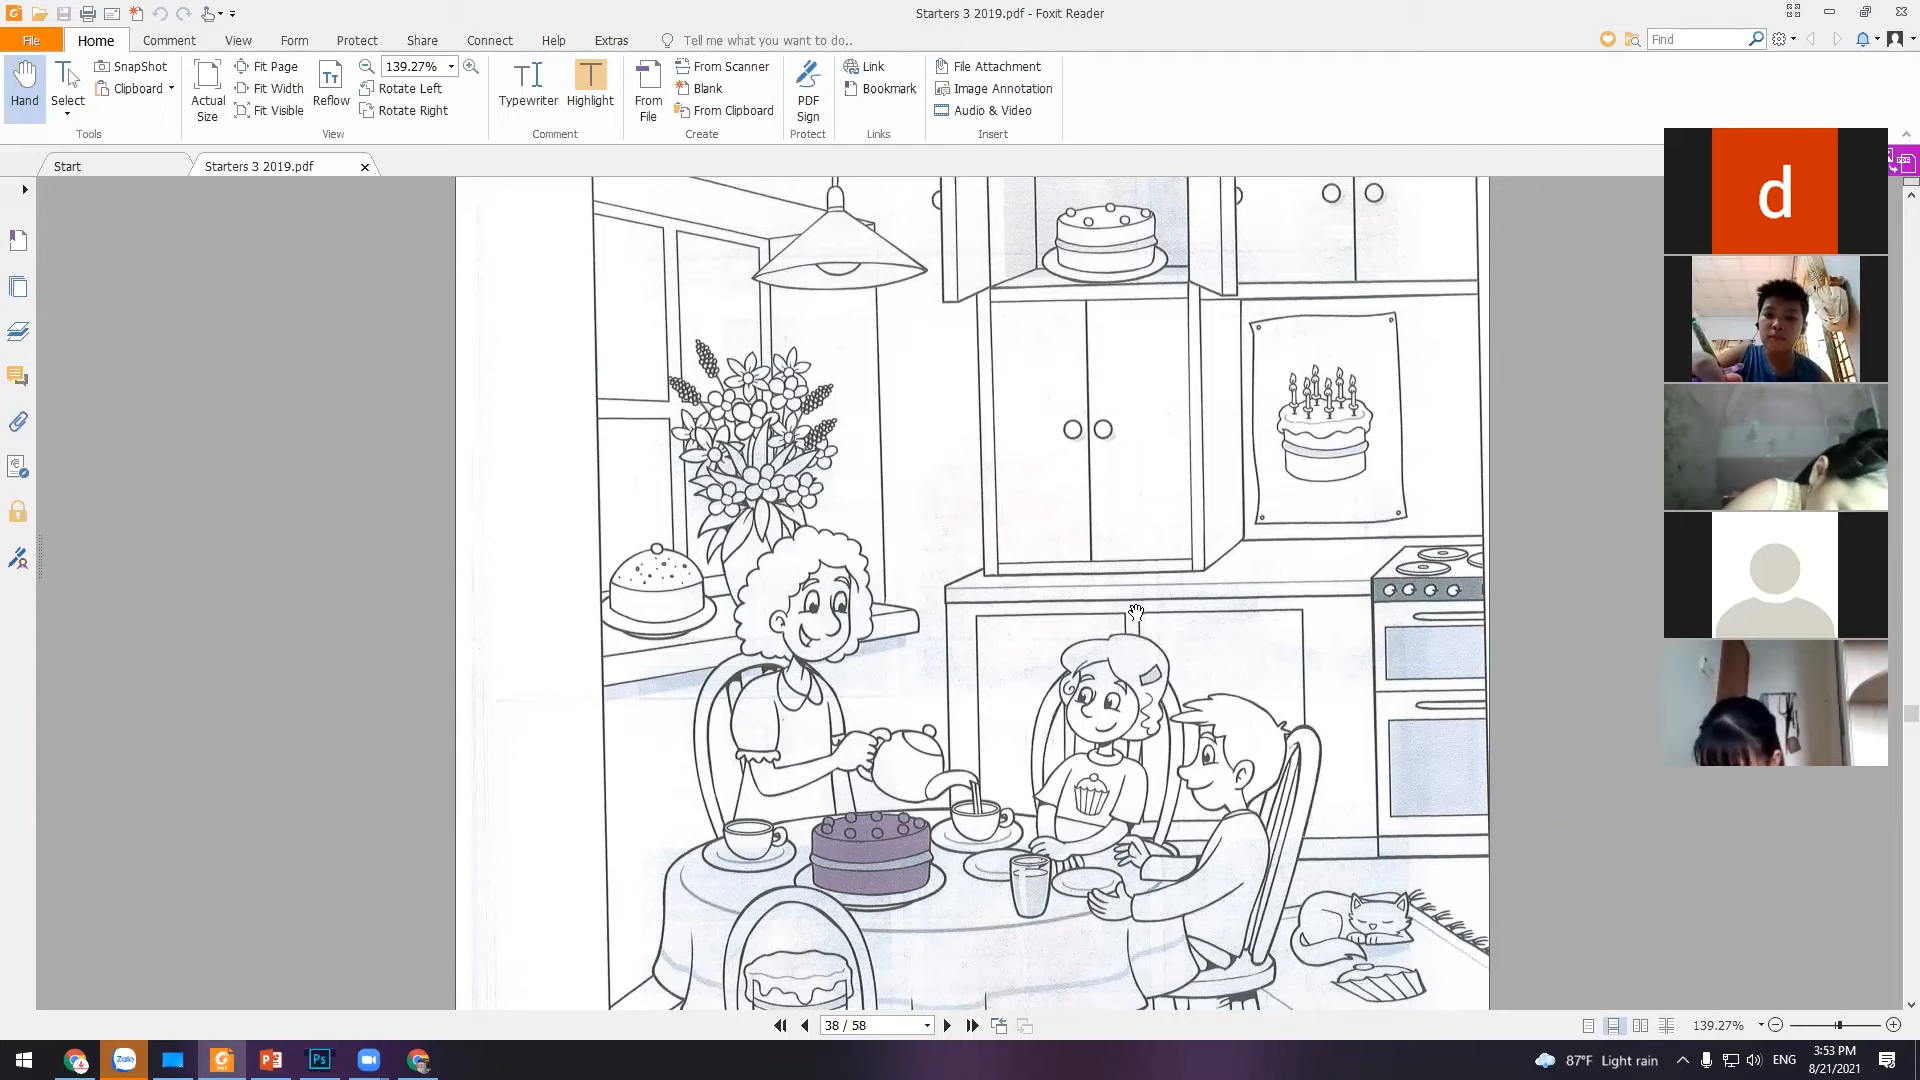 Starters 3 2019.pdf - Foxit Reader
File Home Comment View Form Protect Share Connect Help Extras Tell me what you want to do.. Find
Hand
Select
SnapShot
Clipboard
Tools
Actual Size
Fit Page
Fit Width
Fit Visible
Reflow
139.27%
Rotate Left
Rotate Right
View
Typewriter
Highlight
Comment
From File
From Scanner
Blank
From Clipboard
Create
PDF Sign
Protect
Link
Bookmark
Links
File Attachment
Image Annotation
Audio & Video
Insert
Start
Starters 3 2019.pdf
d
38 / 58
139.27%
Zalo
Ps
87°F Light rain
ENG
3:53 PM
8/21/2021